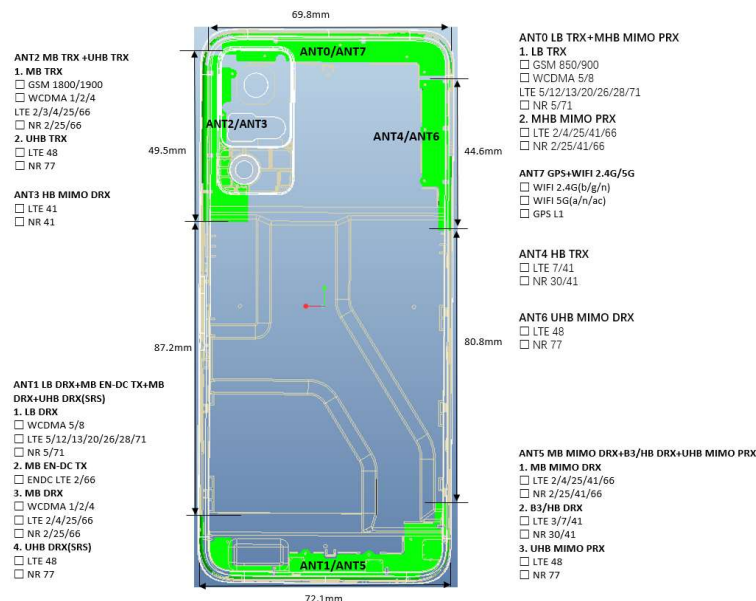 69.8mm
ANT0/ANT7
ANT2/ANT3
ANT4/ANT6
49.5mm
44.6mm
87.2mm
80.8mm
ANT1/ANT5
72.1mm
ANT2 MB TRX +UHB TRX
1. MB TRX
☐ GSM 1800/1900
☐ WCDMA 1/2/4
LTE 2/3/4/25/66
☐ NR 2/25/66
2. UHB TRX
☐ LTE 48
☐ NR 77
ANT3 HB MIMO DRX
☐ LTE 41
☐ NR 41
ANT1 LB DRX+MB EN-DC TX+MB
DRX+UHB DRX(SRS)
1. LB DRX
☐ WCDMA 5/8
☐ LTE 5/12/13/20/26/28/71
☐ NR 5/71
2. MB EN-DC TX
☐ ENDC LTE 2/66
3. MB DRX
☐ WCDMA 1/2/4
☐ LTE 2/4/25/66
☐ NR 2/25/66
4. UHB DRX(SRS)
☐ LTE 48
☐ NR 77
ANT0 LB TRX+MHB MIMO PRX
1. LB TRX
☐ GSM 850/900
☐ WCDMA 5/8
LTE 5/12/13/20/26/28/71
☐ NR 5/71
2. MHB MIMO PRX
☐ LTE 2/4/25/41/66
☐ NR 2/25/41/66
ANT7 GPS+WIFI 2.4G/5G
☐ WIFI 2.4G(b/g/n)
☐ WIFI 5G(a/n/ac)
☐ GPS L1
ANT4 HB TRX
☐ LTE 7/41
☐ NR 30/41
ANT6 UHB MIMO DRX
☐ LTE 48
☐ NR 77
ANT5 MB MIMO DRX+B3/HB DRX+UHB MIMO PRX
1. MB MIMO DRX
☐ LTE 2/4/25/41/66
☐ NR 2/25/41/66
2. B3/HB DRX
☐ LTE 3/7/41
☐ NR 30/41
3. UHB MIMO PRX
☐ LTE 48
☐ NR 77